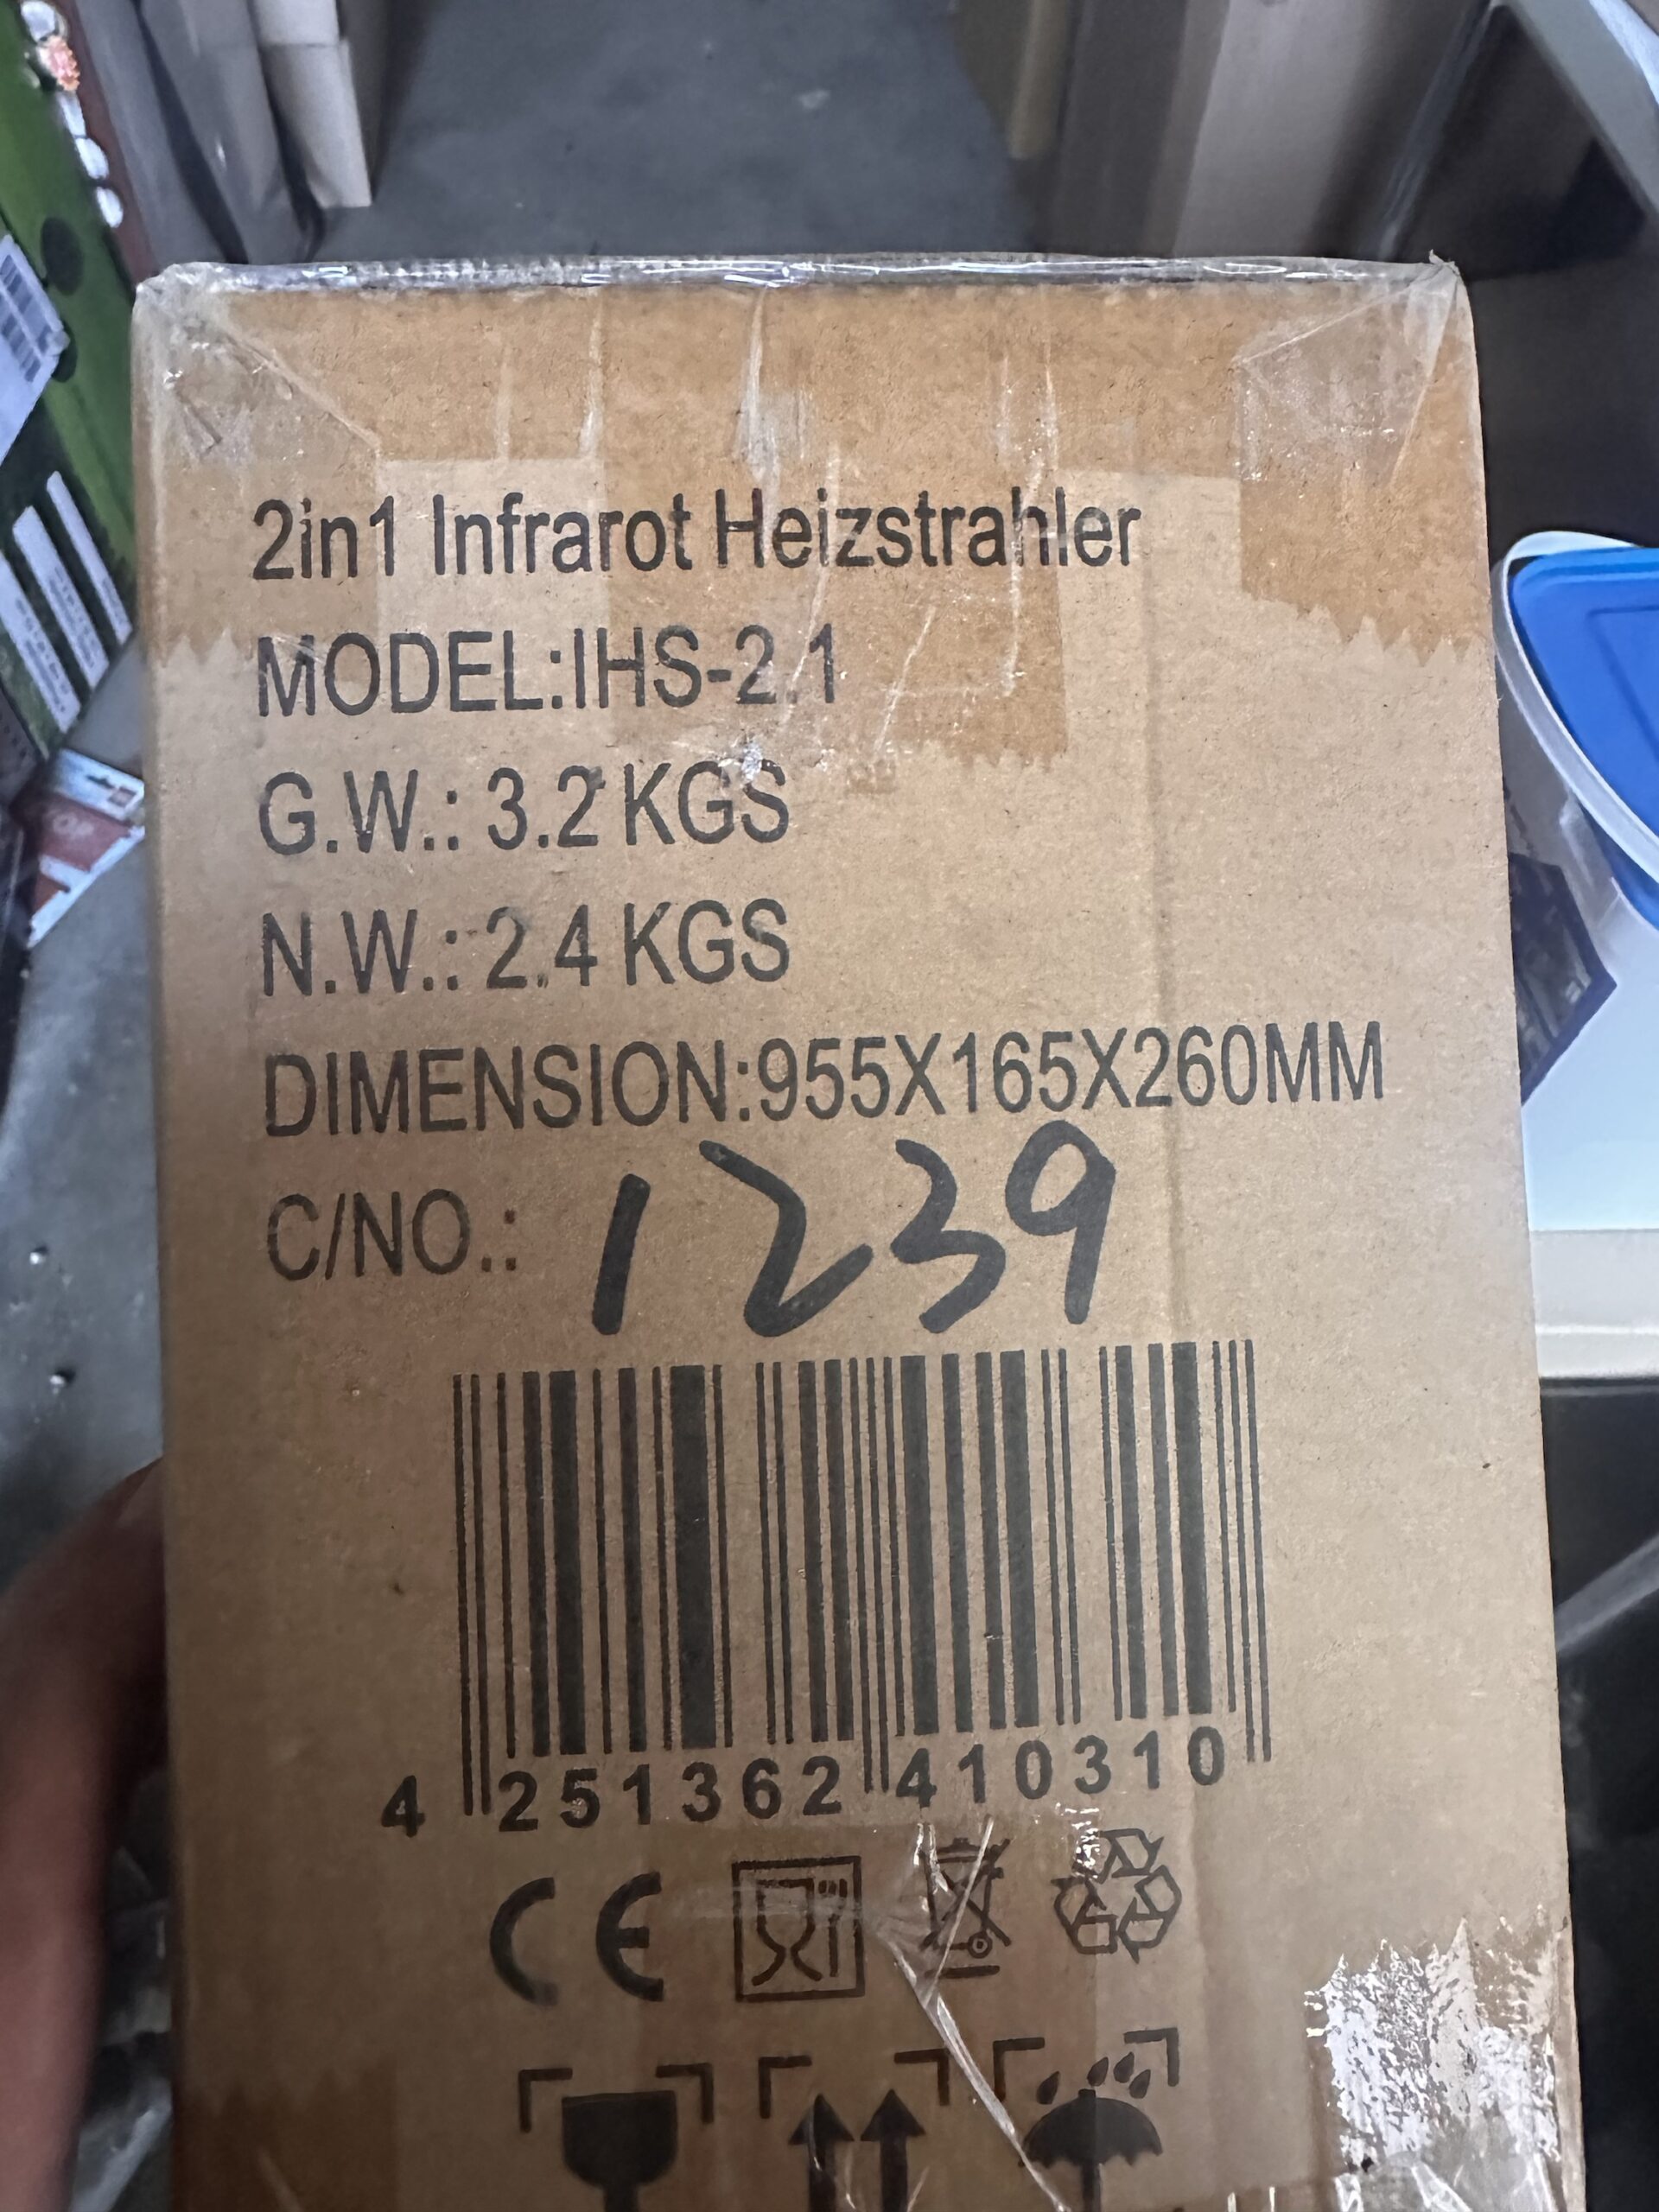 2in1 Infrarot Heizstrahler
MODEL:IHS-2.1
G.W.: 3.2 KGS
N.W.: 2.4 KGS
DIMENSION:955X165X260MM
C/NO.: 1239
4 251362 410310
CE